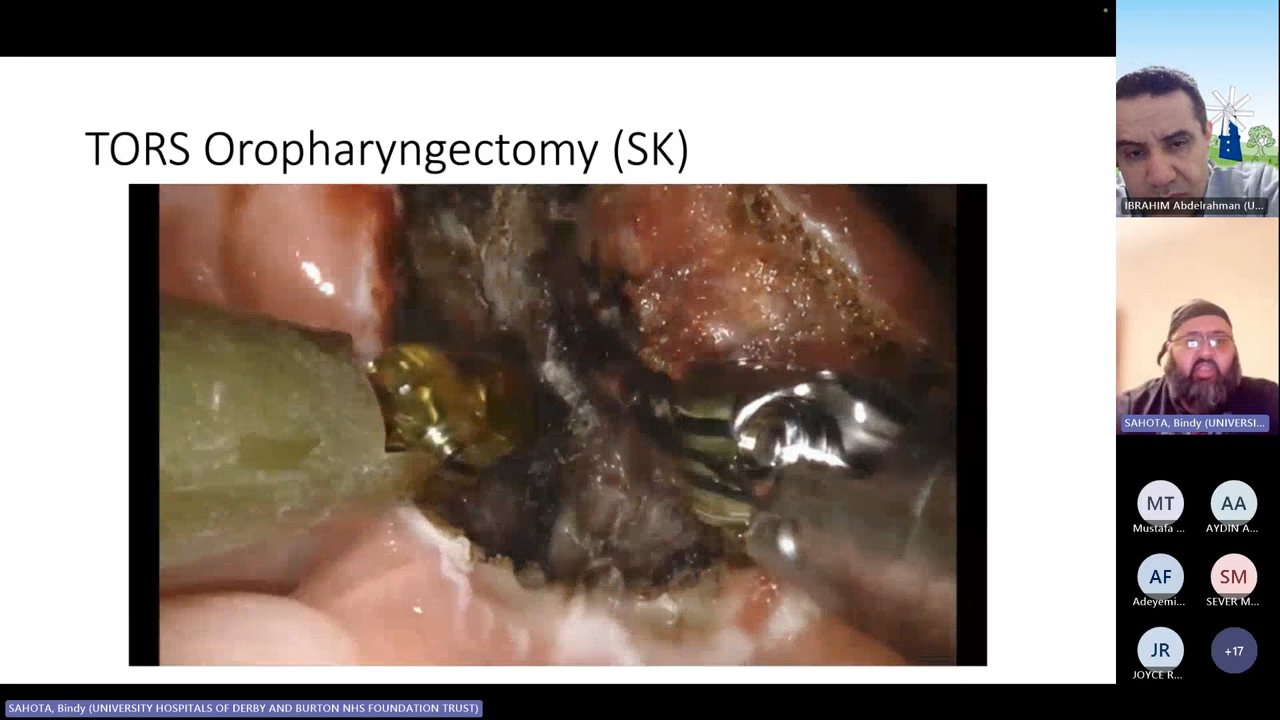 TORS Oropharyngectomy (SK)
IBRAHIM Abdelrahman (U...
SAHOTA, Bindy (UNIVERSI...
MT
Mustafa ...
AA
AYDIN A...
AF
Adeyemi...
SM
SEVER M...
JR
JOYCE R...
+17
SAHOTA, Bindy (UNIVERSITY HOSPITALS OF DERBY AND BURTON NHS FOUNDATION TRUST)